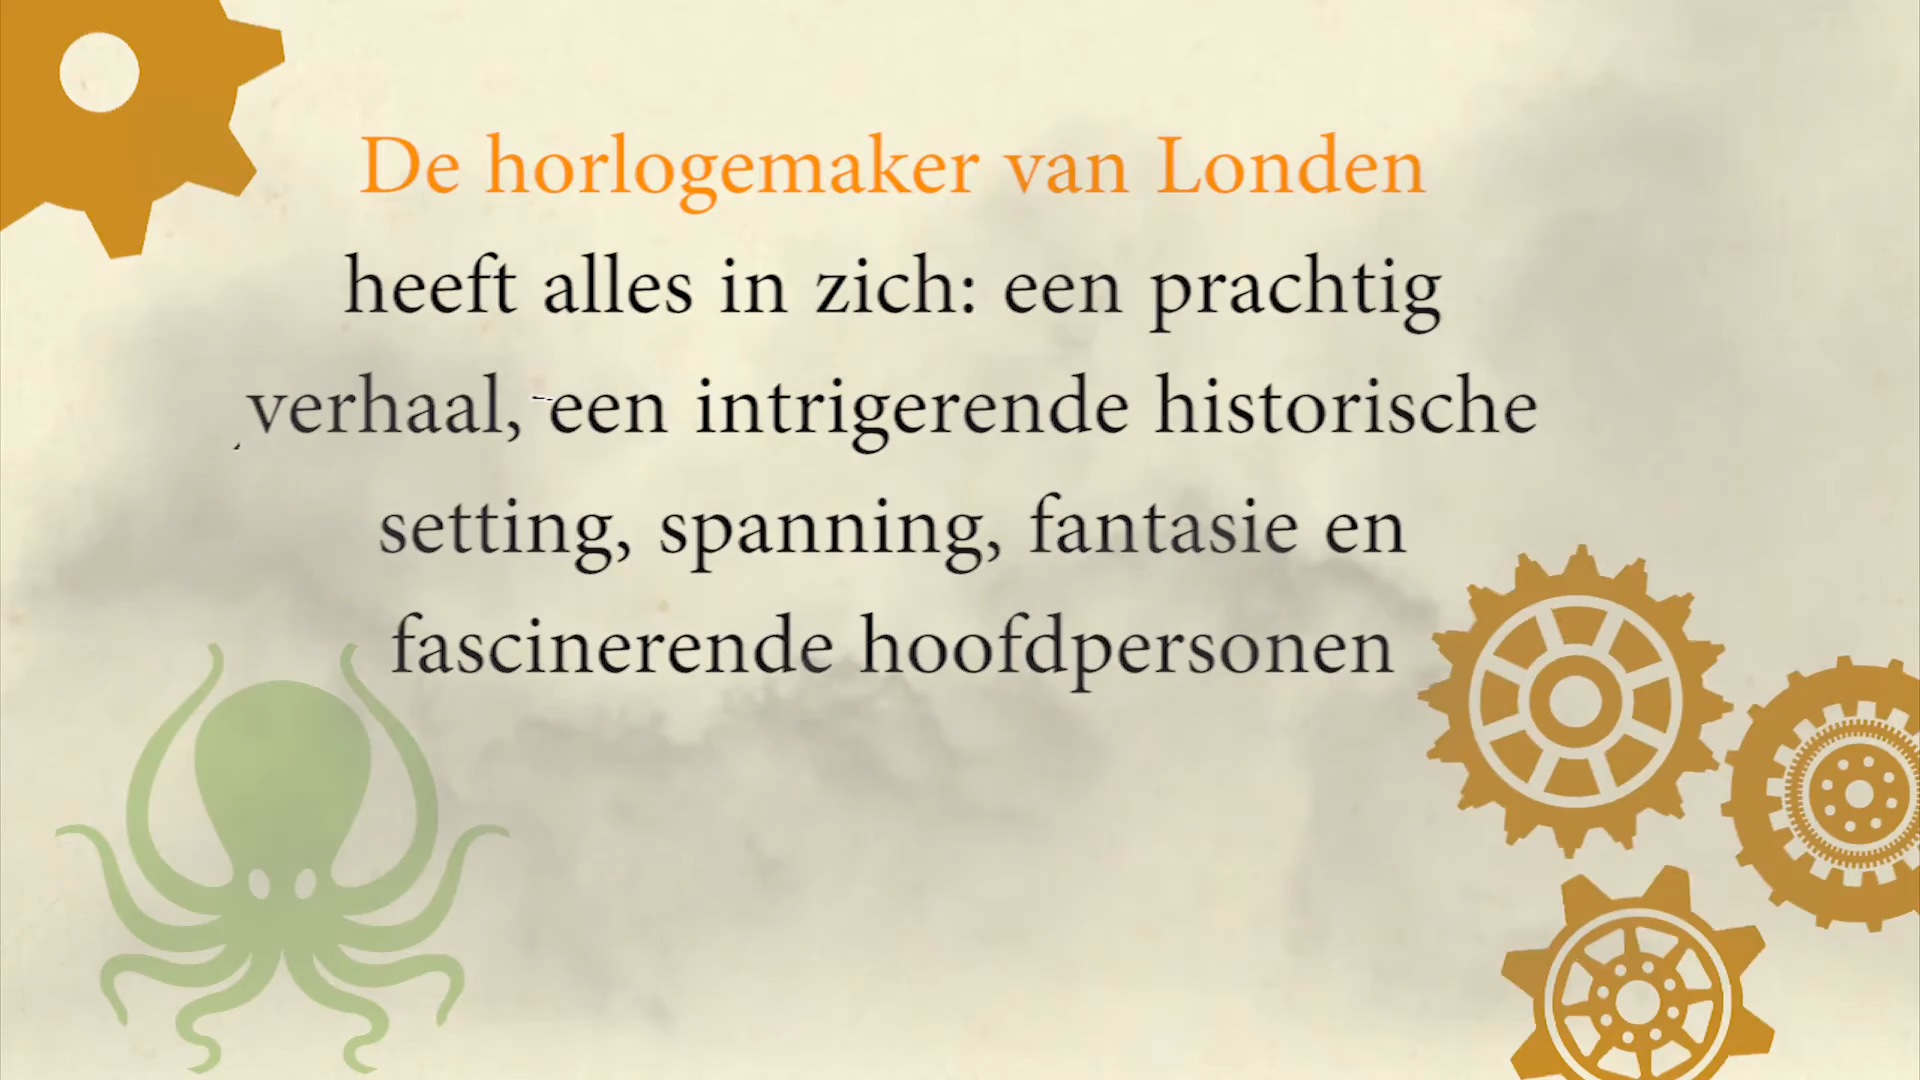 De horlogemaker van Londen
heeft alles in zich: een prachtig
verhaal, een intrigerende historische
setting, spanning, fantasie en
fascinerende hoofdpersonen